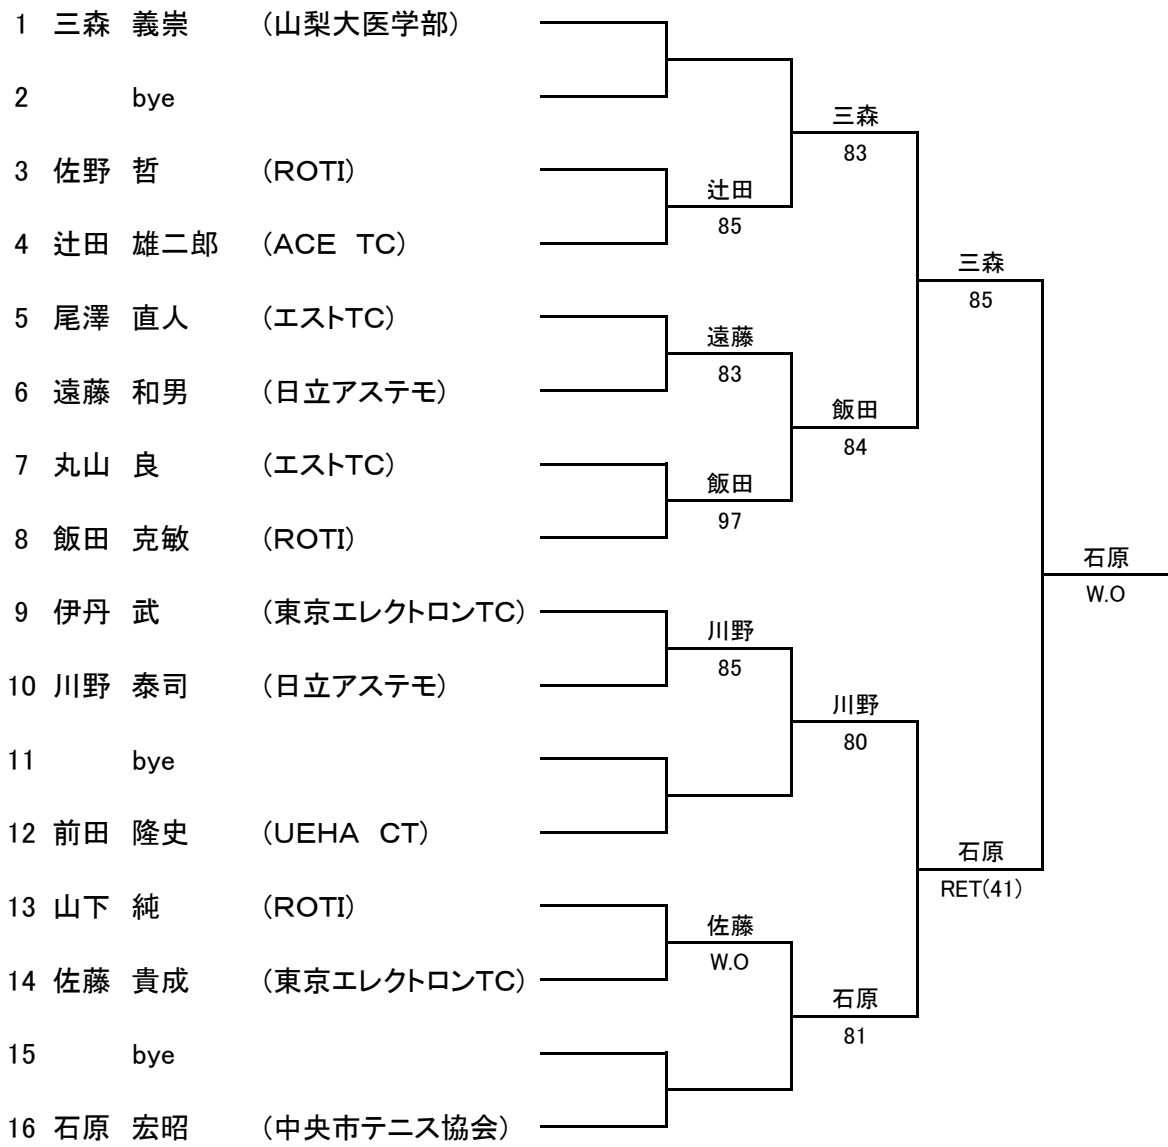 1 三森 義崇 (山梨大医学部)
2 bye
三森
83
3 佐野 哲 (ROTI)
辻田
85
4 辻田 雄二郎 (ACE TC)
三森
85
5 尾澤 直人 (エストTC)
遠藤
83
6 遠藤 和男 (日立アステモ)
飯田
84
7 丸山 良 (エストTC)
飯田
97
8 飯田 克敏 (ROTI)
石原
W.O
9 伊丹 武 (東京エレクトロンTC)
川野
85
10 川野 泰司 (日立アステモ)
川野
80
11 bye
12 前田 隆史 (UEHA CT)
石原
RET(41)
13 山下 純 (ROTI)
佐藤
W.O
14 佐藤 貴成 (東京エレクトロンTC)
石原
81
15 bye
16 石原 宏昭 (中央市テニス協会)